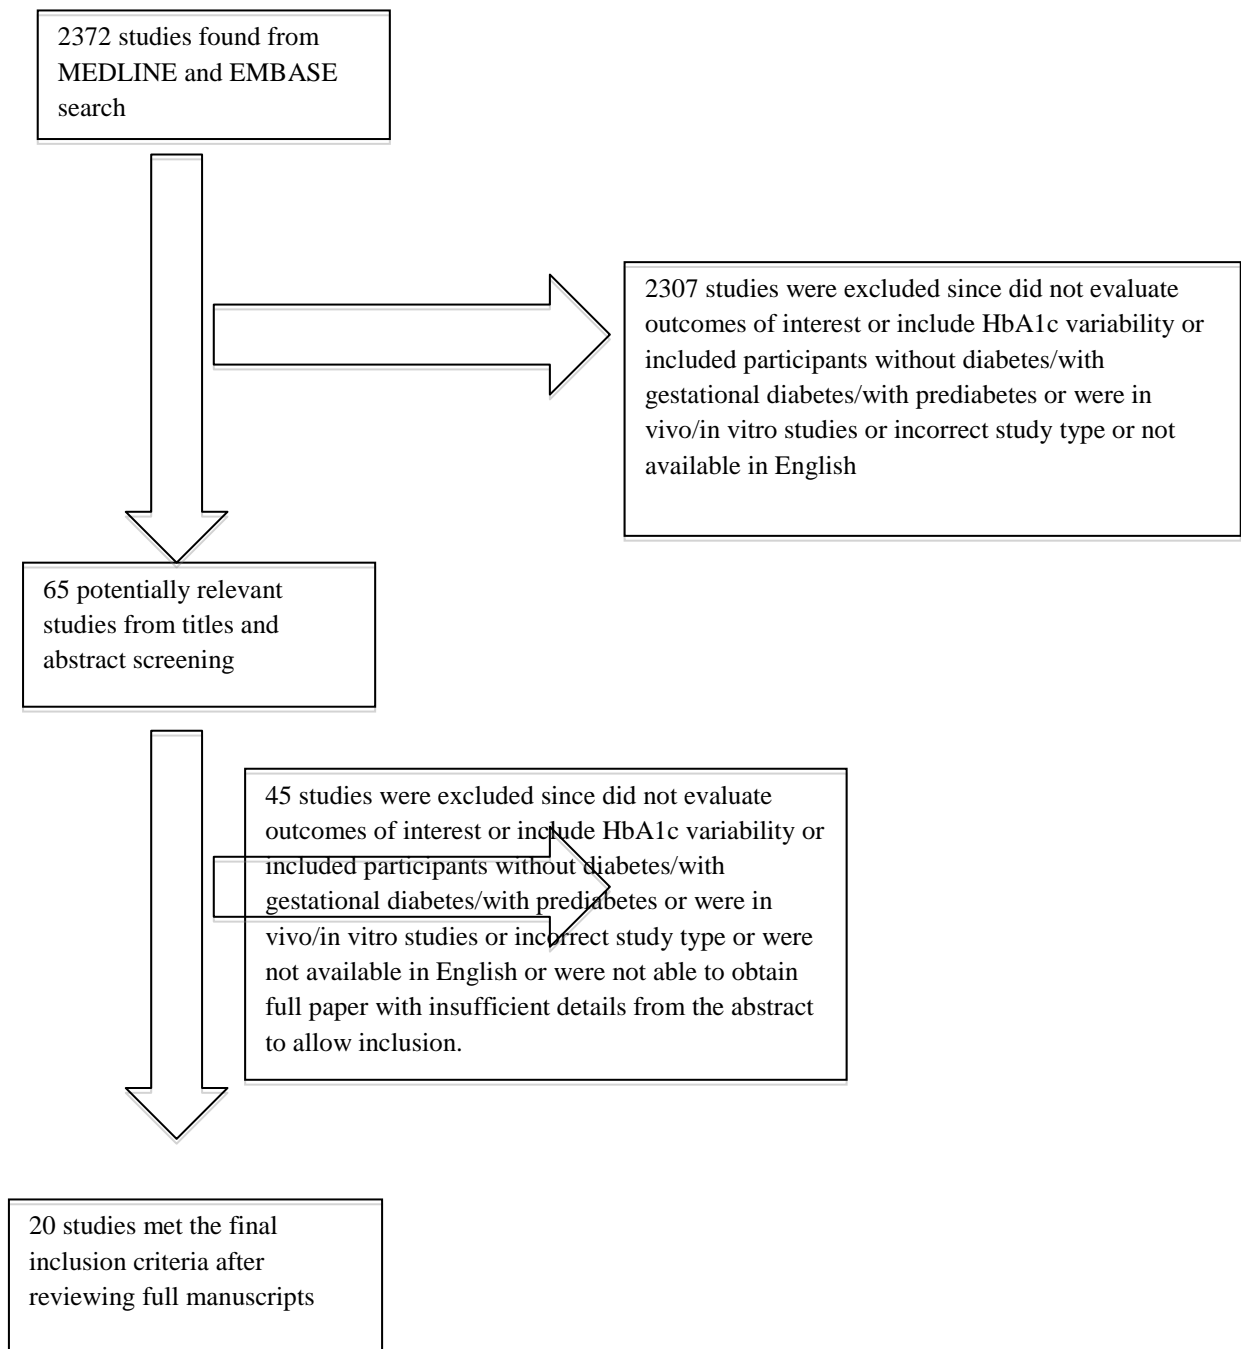 2372 studies found from
MEDLINE and EMBASE
search
2307 studies were excluded since did not evaluate
outcomes of interest or include HbA1c variability or
included participants without diabetes/with
gestational diabetes/with prediabetes or were in
vivo/in vitro studies or incorrect study type or not
available in English
65 potentially relevant
studies from titles and
abstract screening
45 studies were excluded since did not evaluate
outcomes of interest or include HbA1c variability or
included participants without diabetes/with
gestational diabetes/with prediabetes or were in
vivo/in vitro studies or incorrect study type or were
not available in English or were not able to obtain
full paper with insufficient details from the abstract
to allow inclusion.
20 studies met the final
inclusion criteria after
reviewing full manuscripts